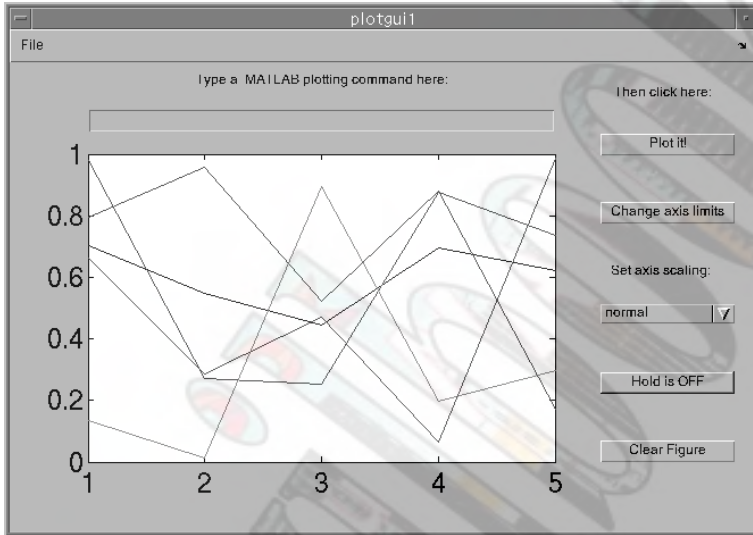 plotgui1
File
Type a MATLAB plotting command here:
Then click here:
Plot it!
Change axis limits
Set axis scaling:
normal
Hold is OFF
Clear Figure
1
0.8
0.6
0.4
0.2
0
1 2 3 4 5